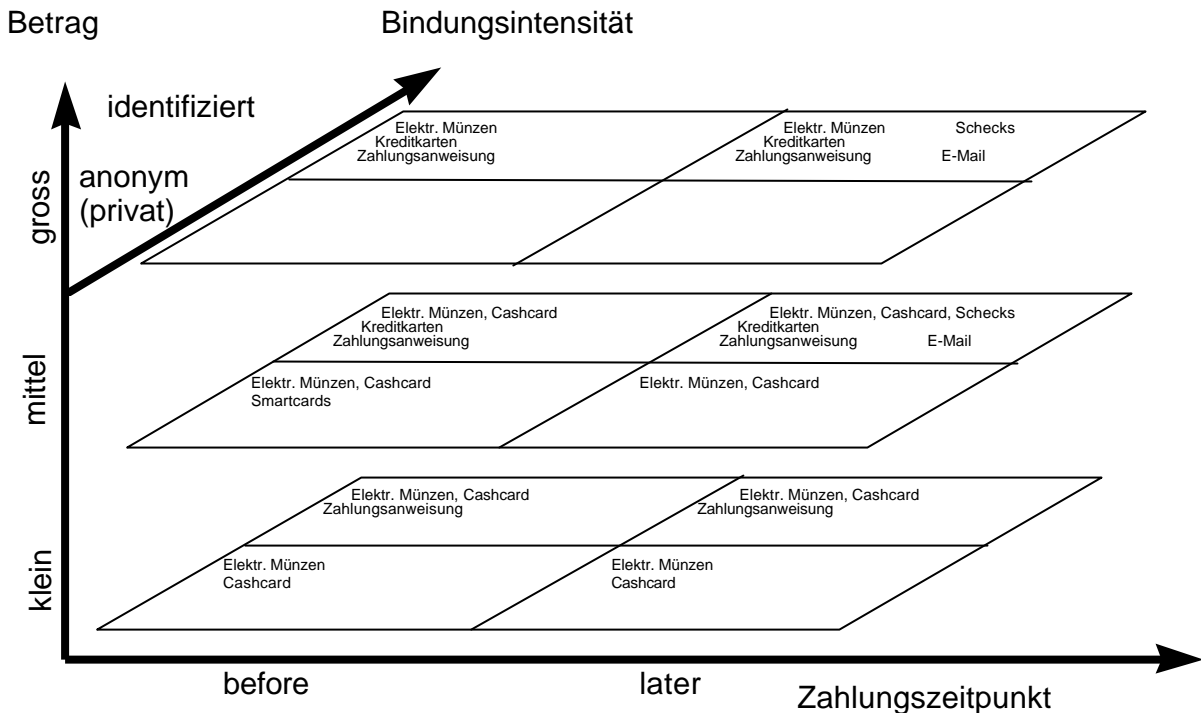 Betrag
Bindungsintensität
identifiziert
anonym
(privat)
gross
Elektr. Münzen
Kreditkarten
Zahlungsanweisung
Elektr. Münzen Schecks
Kreditkarten
Zahlungsanweisung E-Mail
mittel
Elektr. Münzen, Cashcard
Kreditkarten
Zahlungsanweisung
Elektr. Münzen, Cashcard, Schecks
Kreditkarten
Zahlungsanweisung E-Mail
Elektr. Münzen, Cashcard
Smartcards
Elektr. Münzen, Cashcard
klein
Elektr. Münzen, Cashcard
Zahlungsanweisung
Elektr. Münzen, Cashcard
Zahlungsanweisung
Elektr. Münzen
Cashcard
Elektr. Münzen
Cashcard
before
later
Zahlungszeitpunkt